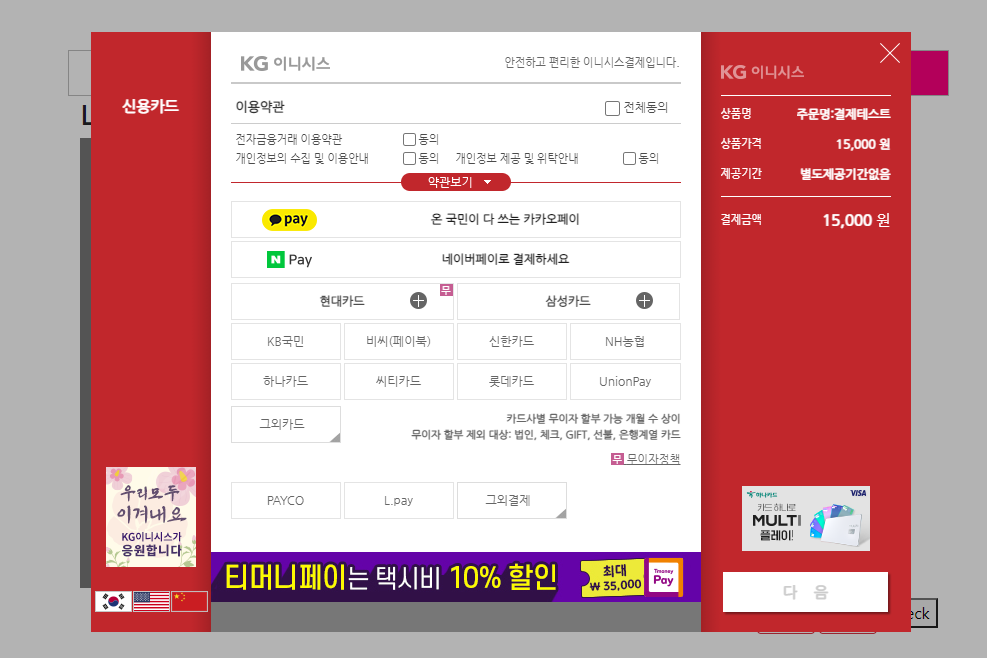 신용카드
우리모두
이겨내요
KG이니시스가
응원합니다
KG 이니시스
안전하고 편리한 이니시스결제입니다.
이용약관
전체동의
전자금융거래 이용약관
동의
개인정보의 수집 및 이용안내
동의
개인정보 제공 및 위탁안내
동의
약관보기
pay
온 국민이 다 쓰는 카카오페이
N Pay
네이버페이로 결제하세요
현대카드
무
삼성카드
KB국민
비씨(페이북)
신한카드
NH농협
하나카드
씨티카드
롯데카드
UnionPay
그외카드
카드사별 무이자 할부 가능 개월 수 상이
무이자 할부 제외 대상: 법인, 체크, GIFT, 선불, 은행계열 카드
무 무이자정책
PAYCO
L.pay
그외결제
티머니페이는 택시비 10% 할인
최대
₩ 35,000
Tmoney
Pay
KG 이니시스
상품명
주문명:결제테스트
상품가격
15,000 원
제공기간
별도제공기간없음
결제금액
15,000 원
하나카드
VISA
카드 하나로
MULTI
플레이!
다 음
eck
L